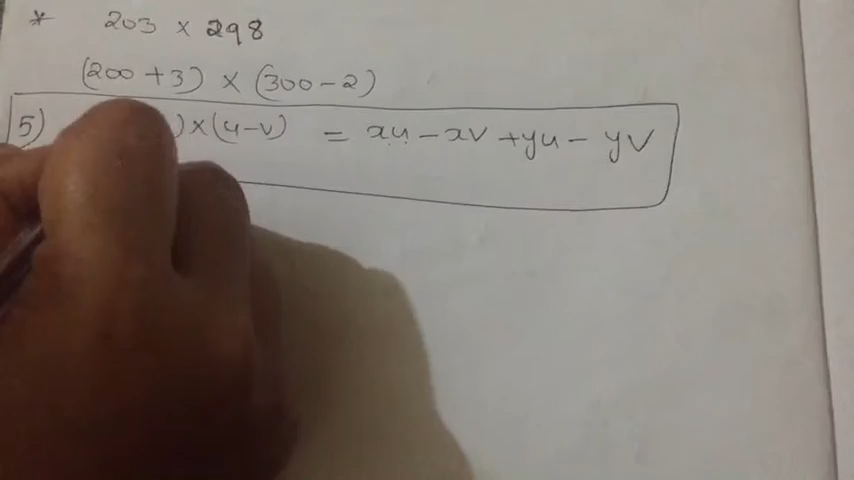 * 203 × 298
(200 + 3) × (300 - 2)
5) ) × (u - v) = xu - xv + yu - yv